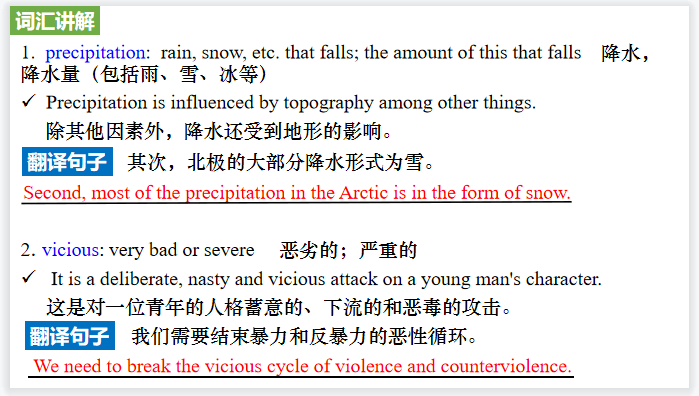 词汇讲解
1. precipitation: rain, snow, etc. that falls; the amount of this that falls 降水，
降水量（包括雨、雪、冰等）
✓ Precipitation is influenced by topography among other things.
除其他因素外，降水还受到地形的影响。
翻译句子 其次，北极的大部分降水形式为雪。
Second, most of the precipitation in the Arctic is in the form of snow.
2. vicious: very bad or severe 恶劣的；严重的
✓ It is a deliberate, nasty and vicious attack on a young man's character.
这是对一位青年的人格蓄意的、下流的和恶毒的攻击。
翻译句子 我们需要结束暴力和反暴力的恶性循环。
We need to break the vicious cycle of violence and counterviolence.